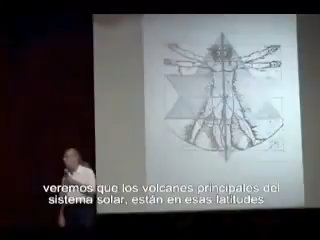 veremos que los volcanes principales del
sistema solar, están en esas latitudes